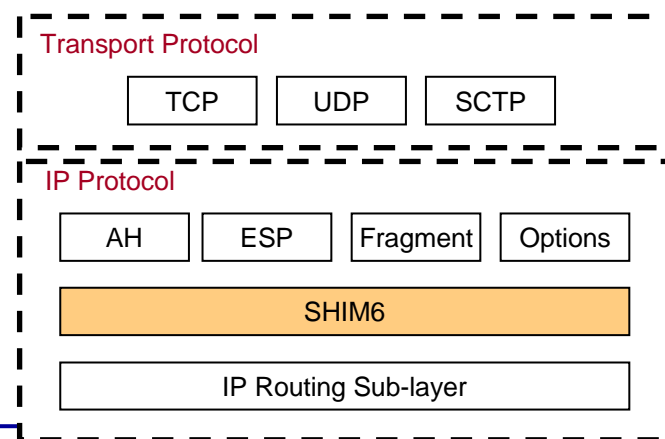 Transport Protocol
TCP UDP SCTP
IP Protocol
AH ESP Fragment Options
SHIM6
IP Routing Sub-layer